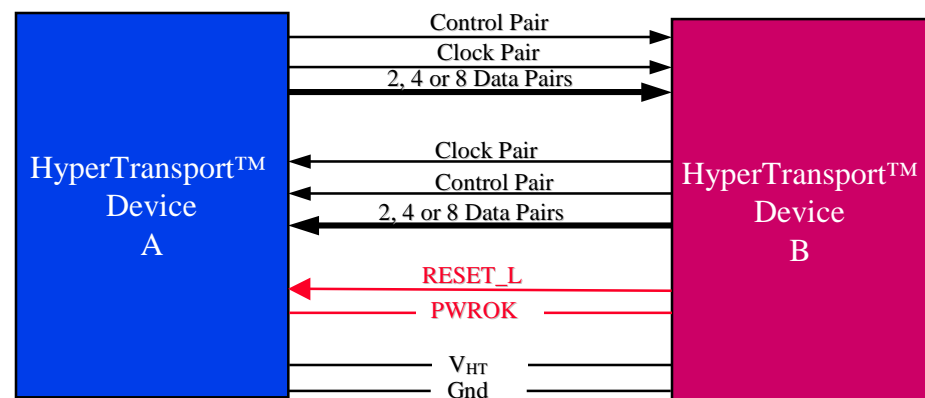 HyperTransport™
Device
A
Control Pair
Clock Pair
2, 4 or 8 Data Pairs
Clock Pair
Control Pair
2, 4 or 8 Data Pairs
RESET_L
PWROK
VHT
Gnd
HyperTransport™
Device
B